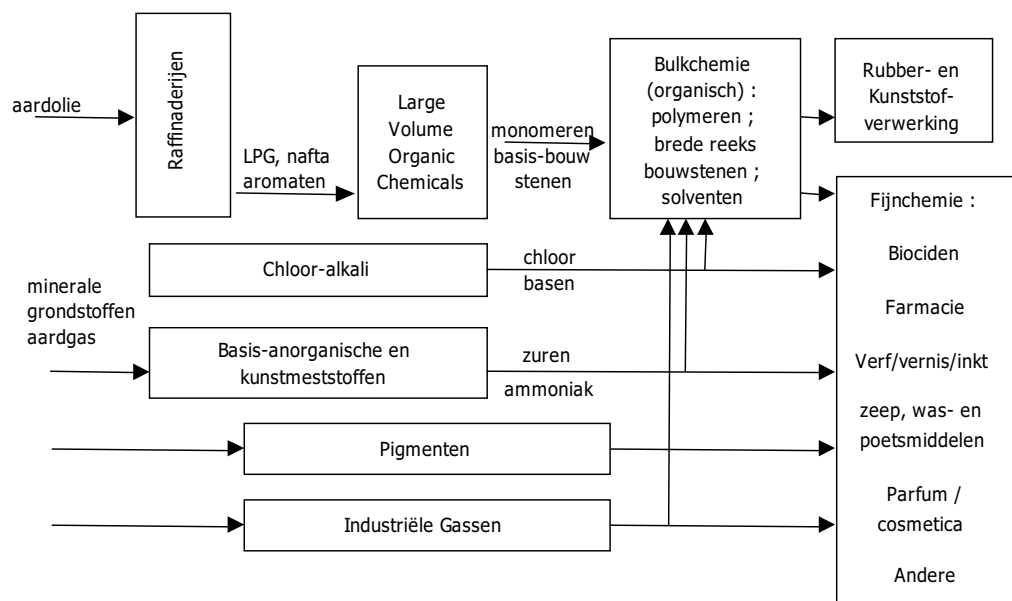 aardolie
Raffinaderijen
LPG, nafta
aromaten
Large
Volume
Organic
Chemicals
monomeren
basis-bouw
stenen
Bulkchemie
(organisch) :
polymeren ;
brede reeks
bouwstenen ;
solventen
Rubber- en
Kunststof-
verwerking
Chloor-alkali
chloor
basen
minerale
grondstoffen
aardgas
Basis-anorganische en
kunstmeststoffen
zuren
ammoniak
Pigmenten
Industriële Gassen
Fijnchemie :
Biociden
Farmacie
Verf/vernis/inkt
zeep, was- en
poetsmiddelen
Parfum /
cosmetica
Andere